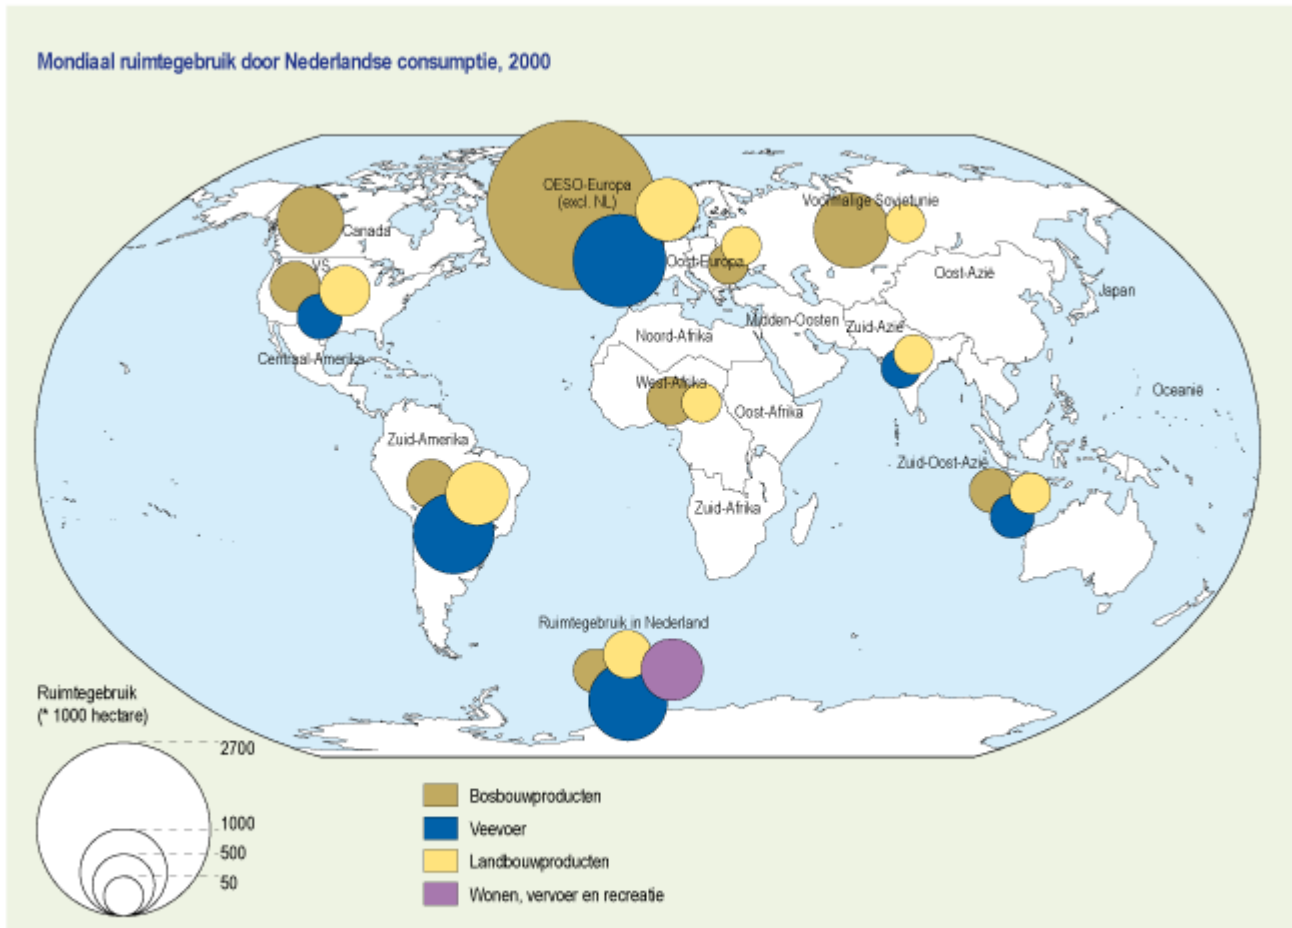 Mondiaal ruimtegebruik door Nederlandse consumptie, 2000
OESO-Europa
(excl. NL)
Voormalige Sovjetunie
Canada
VS
Oost-Europa
Oost-Azië
Japan
Midden-Oosten
Zuid-Azië
Noord-Afrika
Centraal-Amerika
West-Afrika
Oost-Afrika
Oceanië
Zuid-Amerika
Zuid-Oost-Azië
Zuid-Afrika
Ruimtegebruik in Nederland
Ruimtegebruik
(* 1000 hectare)
2700
1000
500
50
Bosbouwproducten
Veevoer
Landbouwproducten
Wonen, vervoer en recreatie